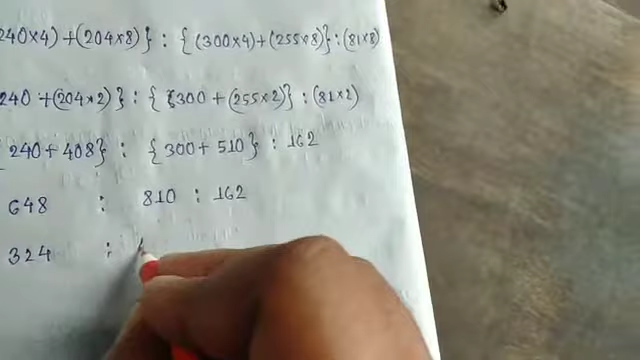 240×4)+(204×8)} : {(300×4)+(255×8)} : (81×8)
240 +(204×2)} : {300 + (255×2)} : (81×2)
240+408} : {300+ 510} : 162
648 : 810 : 162
324 :